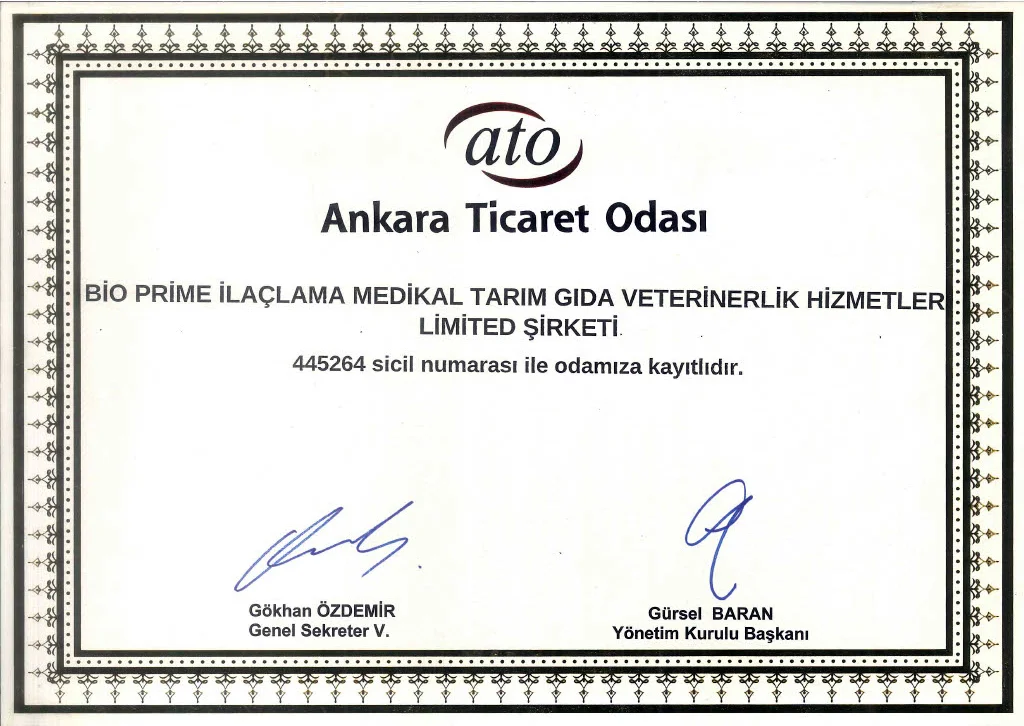 ato
Ankara Ticaret Odası
BİO PRİME İLAÇLAMA MEDİKAL TARIM GIDA VETERİNERLİK HİZMETLER
LİMİTED ŞİRKETİ
445264 sicil numarası ile odamıza kayıtlıdır.
Gökhan ÖZDEMİR
Genel Sekreter V.
Gürsel BARAN
Yönetim Kurulu Başkanı